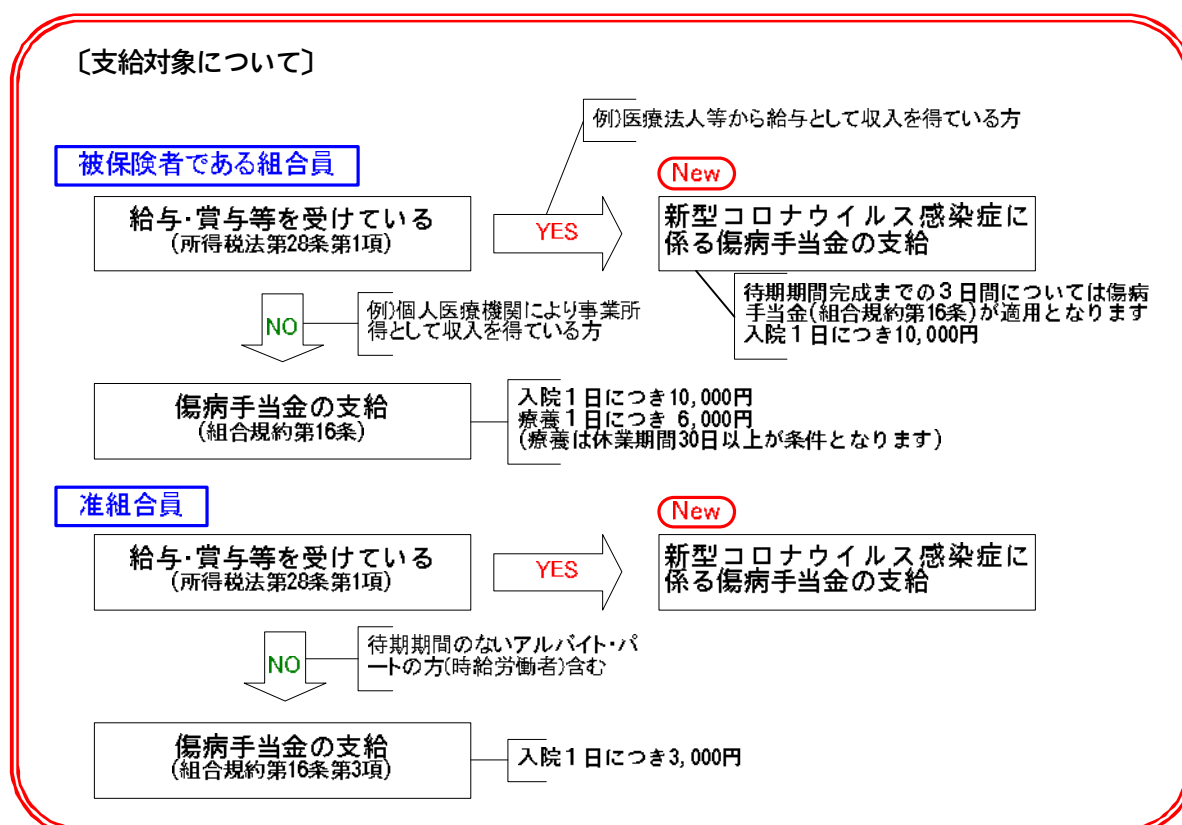 〔支給対象について〕
例)医療法人等から給与として収入を得ている方
被保険者である組合員
New
給与・賞与等を受けている
(所得税法第28条第1項)
YES
新型コロナウイルス感染症に
係る傷病手当金の支給
待期期間完成までの3日間については傷病
手当金(組合規約第16条)が適用となります
入院1日につき10,000円
NO
例)個人医療機関により事業所
得として収入を得ている方
傷病手当金の支給
(組合規約第16条)
入院1日につき10,000円
療養1日につき 6,000円
(療養は休業期間30日以上が条件となります)
准組合員
New
給与・賞与等を受けている
(所得税法第28条第1項)
YES
新型コロナウイルス感染症に
係る傷病手当金の支給
NO
待期期間のないアルバイト・パ
ートの方(時給労働者)含む
傷病手当金の支給
(組合規約第16条第3項)
入院1日につき3,000円